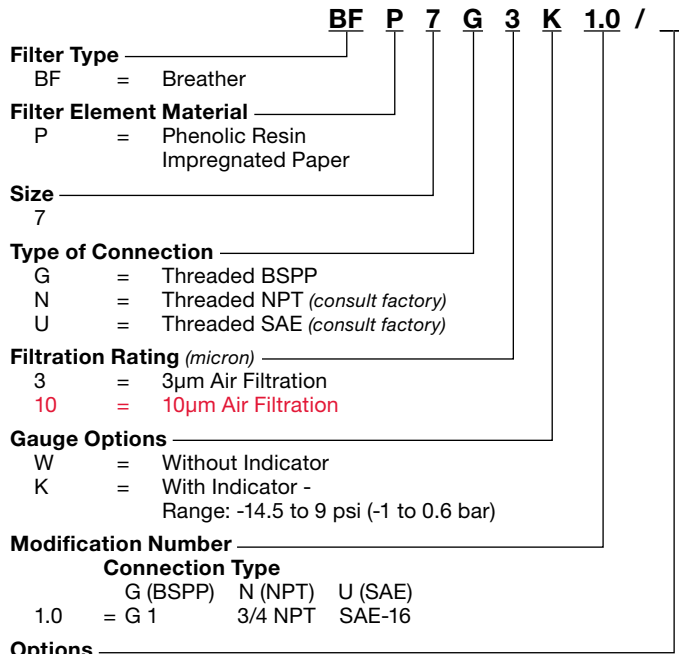 BF P 7 G 3 K 1.0 / __
Filter Type
BF = Breather
Filter Element Material
P = Phenolic Resin
Impregnated Paper
Size
7
Type of Connection
G = Threaded BSPP
N = Threaded NPT (consult factory)
U = Threaded SAE (consult factory)
Filtration Rating (micron)
3 = 3µm Air Filtration
10 = 10µm Air Filtration
Gauge Options
W = Without Indicator
K = With Indicator -
Range: -14.5 to 9 psi (-1 to 0.6 bar)
Modification Number
Connection Type
G (BSPP) N (NPT) U (SAE)
1.0 = G 1 3/4 NPT SAE-16
Options